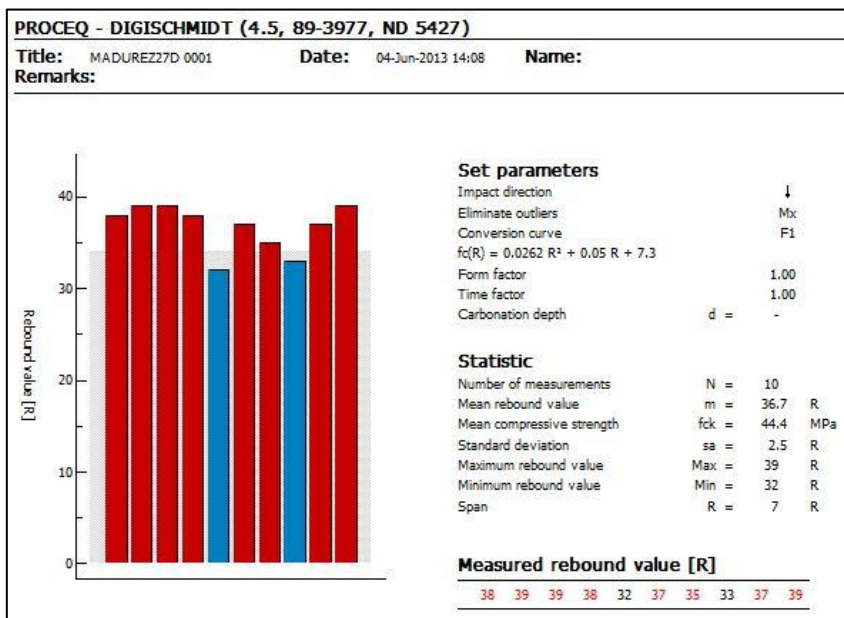 PROCEQ - DIGISCHMIDT (4.5, 89-3977, ND 5427)
Title: MADUREZ27D 0001 Date: 04-Jun-2013 14:08 Name:
Remarks:
40
30
20
10
0
Rebound value [R]
Set parameters
Impact direction ↓
Eliminate outliers Mx
Conversion curve F1
fc(R) = 0.0262 R² + 0.05 R + 7.3
Form factor 1.00
Time factor 1.00
Carbonation depth d = -
Statistic
Number of measurements N = 10
Mean rebound value m = 36.7 R
Mean compressive strength fck = 44.4 MPa
Standard deviation sa = 2.5 R
Maximum rebound value Max = 39 R
Minimum rebound value Min = 32 R
Span R = 7 R
Measured rebound value [R]
38 39 39 38 32 37 35 33 37 39